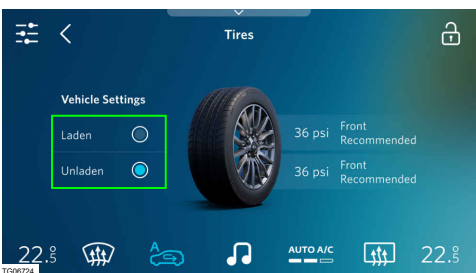 Tires
Vehicle Settings
Laden
Unladen
36 psi Front Recommended
36 psi Front Recommended
22.5
A
AUTO A/C
22.5
TG06724